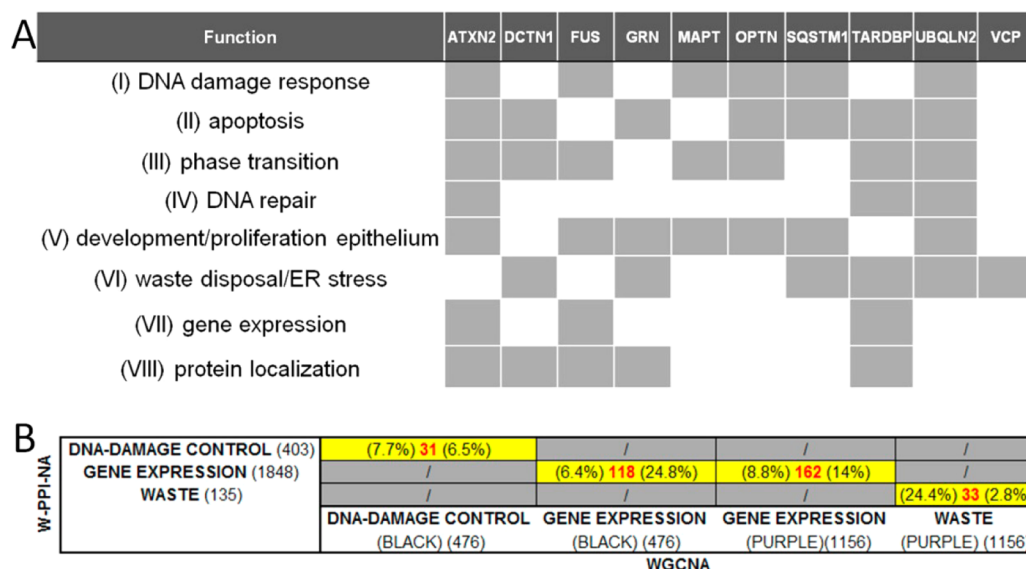 A
Function ATXN2 DCTN1 FUS GRN MAPT OPTN SQSTM1 TARDBP UBQLN2 VCP
(I) DNA damage response
(II) apoptosis
(III) phase transition
(IV) DNA repair
(V) development/proliferation epithelium
(VI) waste disposal/ER stress
(VII) gene expression
(VIII) protein localization
B
W-PPI-NA
DNA-DAMAGE CONTROL (403) (7.7%) 31 (6.5%) / / /
GENE EXPRESSION (1848) / (6.4%) 118 (24.8%) (8.8%) 162 (14%) /
WASTE (135) / / / (24.4%) 33 (2.8%
DNA-DAMAGE CONTROL GENE EXPRESSION GENE EXPRESSION WASTE
(BLACK) (476) (BLACK) (476) (PURPLE)(1156) (PURPLE) (1156
WGCNA